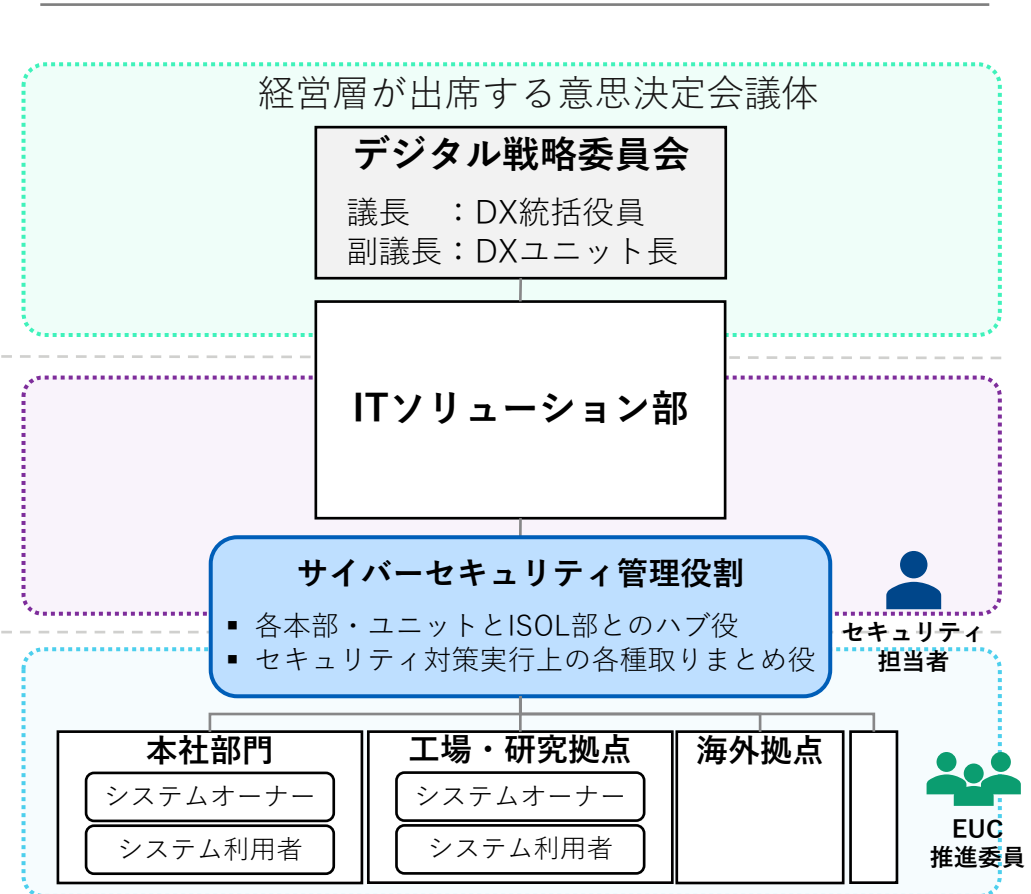 経営層が出席する意思決定会議体
デジタル戦略委員会
議長　：DX統括役員
副議長：DXユニット長
ITソリューション部
サイバーセキュリティ管理役割
▪ 各本部・ユニットとISOL部とのハブ役
▪ セキュリティ対策実行上の各種取りまとめ役
セキュリティ
担当者
本社部門
システムオーナー
システム利用者
工場・研究拠点
システムオーナー
システム利用者
海外拠点
EUC
推進委員